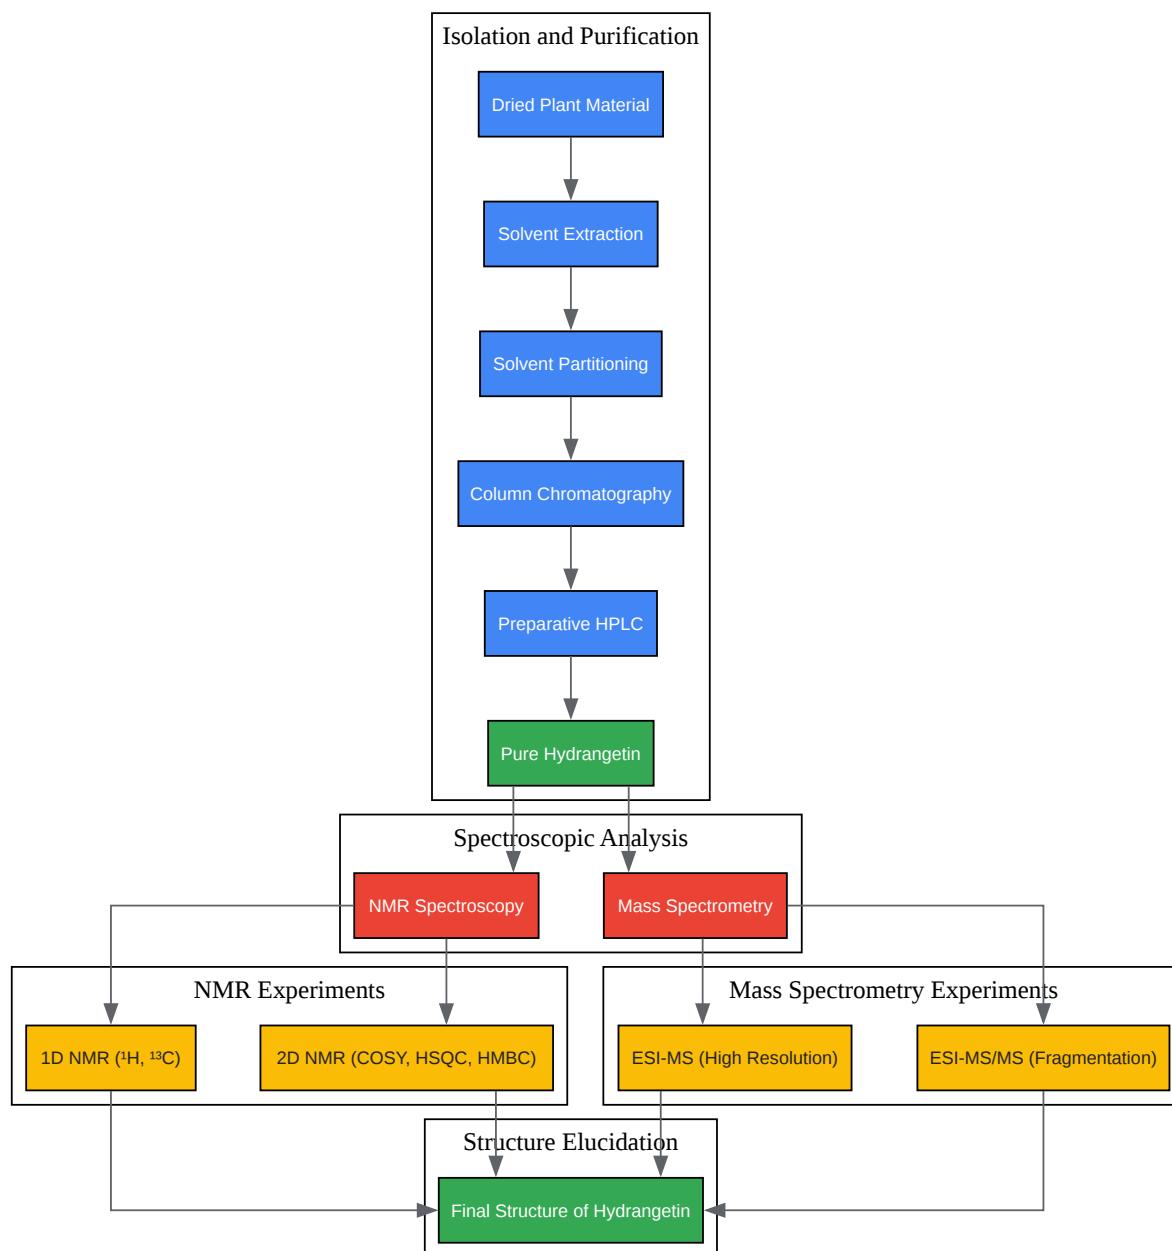 Isolation and Purification
Dried Plant Material
Solvent Extraction
Solvent Partitioning
Column Chromatography
Preparative HPLC
Pure Hydrangetin
Spectroscopic Analysis
NMR Spectroscopy
Mass Spectrometry
NMR Experiments
Mass Spectrometry Experiments
1D NMR (¹H, ¹³C)
2D NMR (COSY, HSQC, HMBC)
ESI-MS (High Resolution)
ESI-MS/MS (Fragmentation)
Structure Elucidation
Final Structure of Hydrangetin